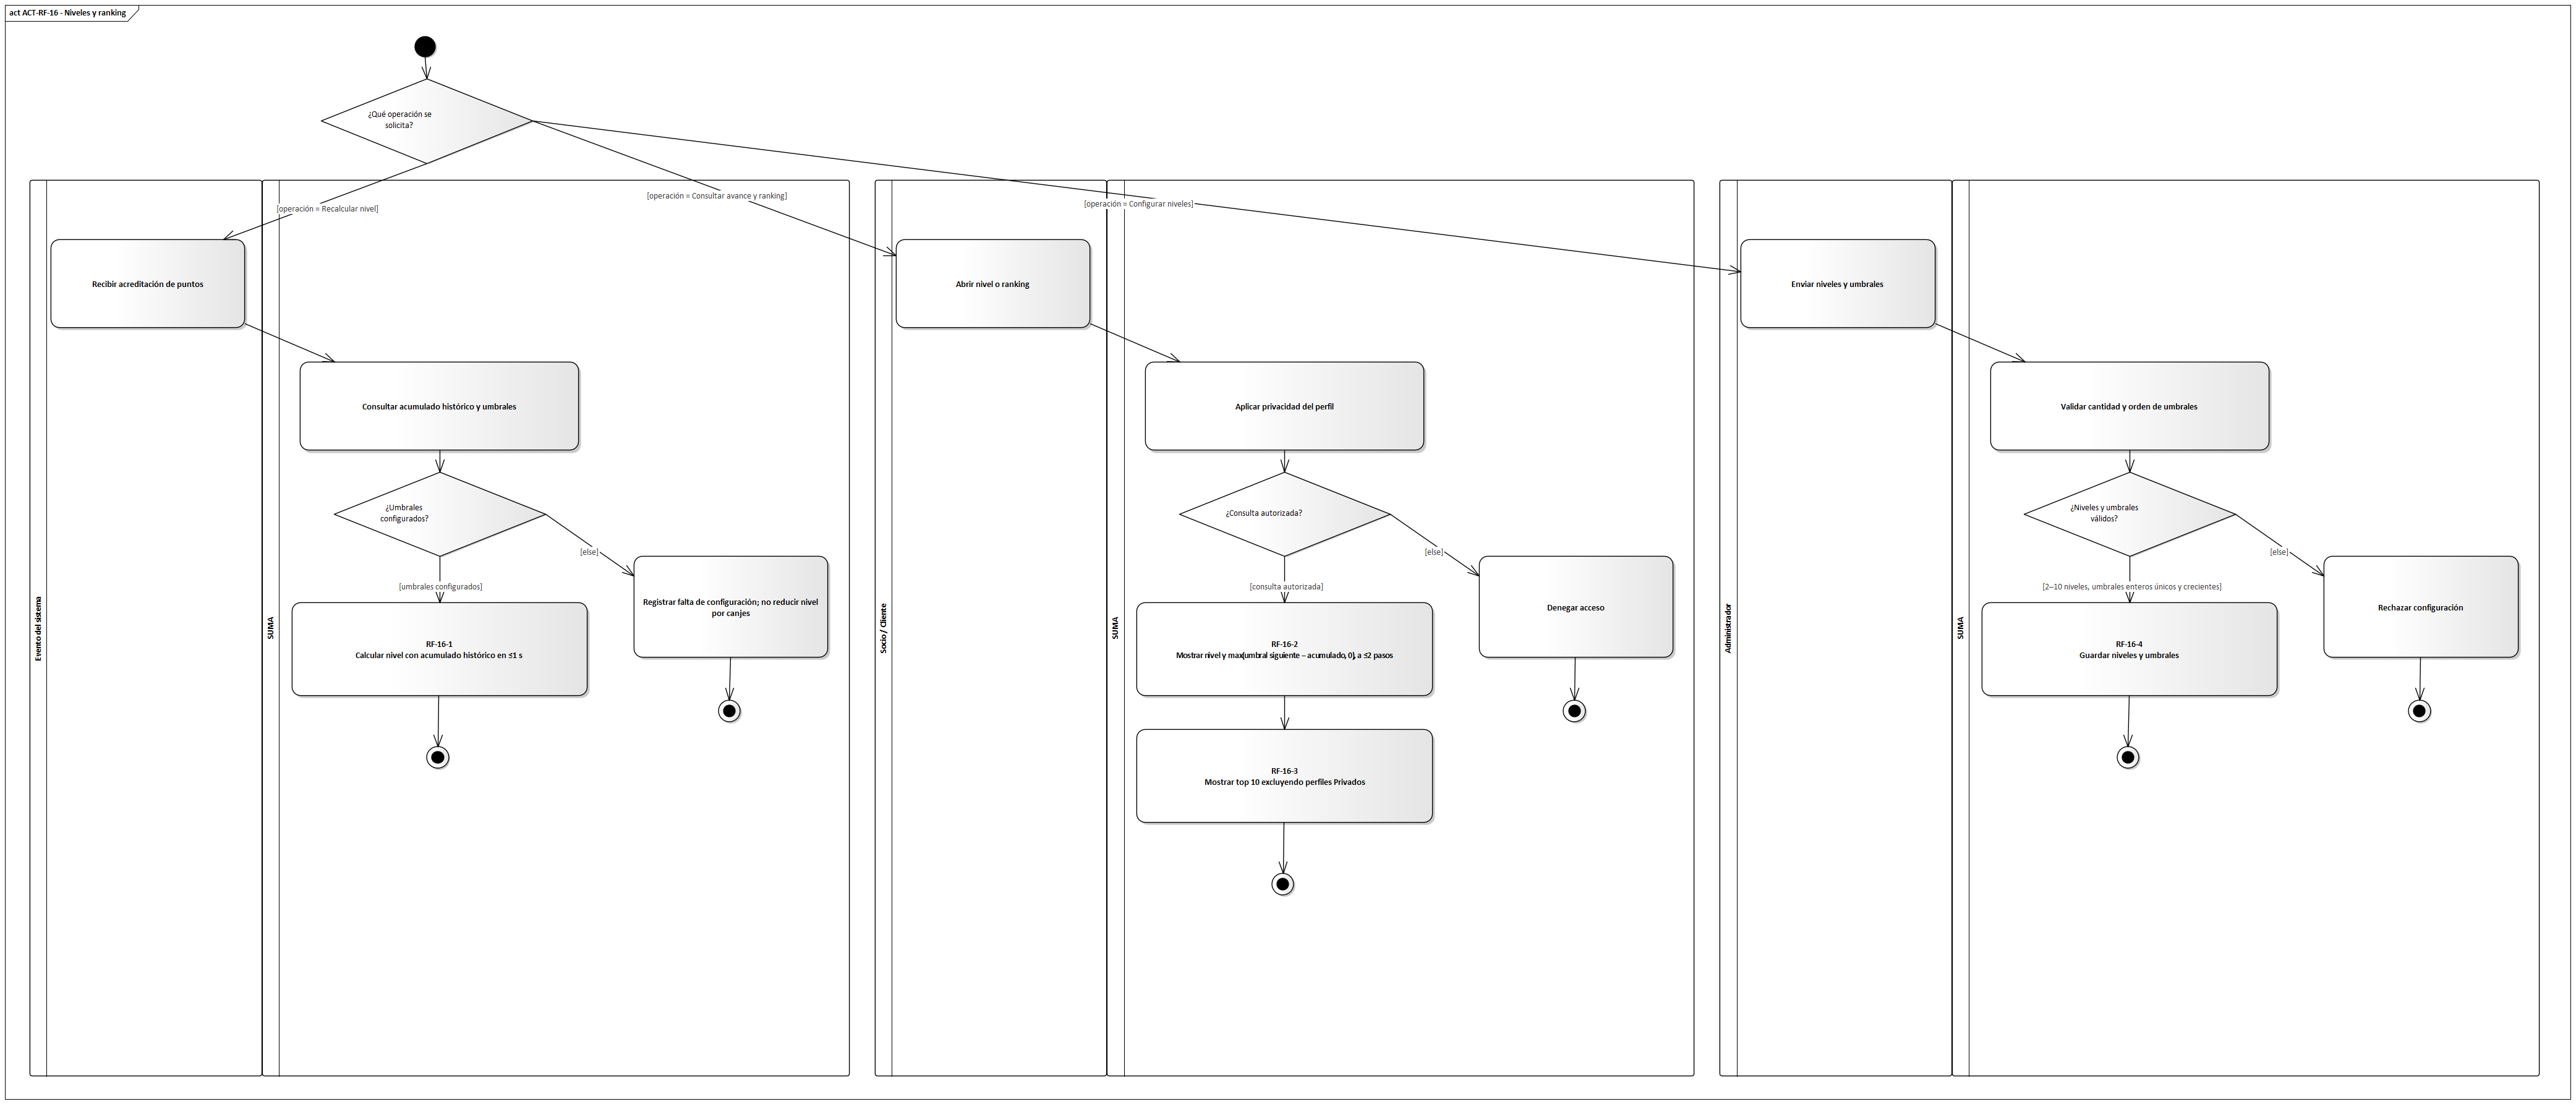 act ACT-RF-16 - Niveles y ranking
¿Qué operación se
solicita?
[operación = Recalcular nivel]
[operación = Consultar avance y ranking]
[operación = Configurar niveles]
Evento del sistema
Recibir acreditación de puntos
SUMA
Consultar acumulado histórico y umbrales
¿Umbrales
configurados?
[else]
[umbrales configurados]
Registrar falta de configuración; no reducir nivel
por canjes
RF-16-1
Calcular nivel con acumulado histórico en ≤1 s
Socio / Cliente
Abrir nivel o ranking
SUMA
Aplicar privacidad del perfil
¿Consulta autorizada?
[else]
[consulta autorizada]
Denegar acceso
RF-16-2
Mostrar nivel y max(umbral siguiente – acumulado, 0), a ≤2 pasos
RF-16-3
Mostrar top 10 excluyendo perfiles Privados
Administrador
Enviar niveles y umbrales
SUMA
Validar cantidad y orden de umbrales
¿Niveles y umbrales
válidos?
[else]
[2–10 niveles, umbrales enteros únicos y crecientes]
Rechazar configuración
RF-16-4
Guardar niveles y umbrales